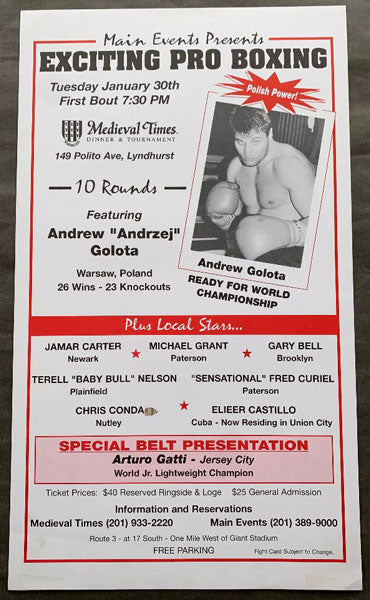 Main Events Presents
EXCITING PRO BOXING
Tuesday January 30th
First Bout 7:30 PM
Polish Power!
Medieval Times
DINNER & TOURNAMENT
149 Polito Ave, Lyndhurst
10 Rounds
Featuring
Andrew "Andrzej"
Golota
Warsaw, Poland
26 Wins - 23 Knockouts
Andrew Golota
READY FOR WORLD
CHAMPIONSHIP
Plus Local Stars...
JAMAR CARTER
Newark
MICHAEL GRANT
Paterson
GARY BELL
Brooklyn
TERELL "BABY BULL" NELSON
Plainfield
"SENSATIONAL" FRED CURIEL
Paterson
CHRIS CONDA
Nutley
ELIEER CASTILLO
Cuba - Now Residing in Union City
SPECIAL BELT PRESENTATION
Arturo Gatti - Jersey City
World Jr. Lightweight Champion
Ticket Prices: $40 Reserved Ringside & Loge $25 General Admission
Information and Reservations
Medieval Times (201) 933-2220 Main Events (201) 389-9000
Route 3 - at 17 South - One Mile West of Giant Stadium
FREE PARKING
Fight Card Subject to Change.